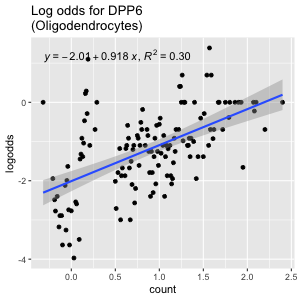 Log odds for DPP6
(Oligodendrocytes)
y = −2.01 + 0.918 x, R² = 0.30
0
-2
-4
logodds
0.0 0.5 1.0 1.5 2.0 2.5
count